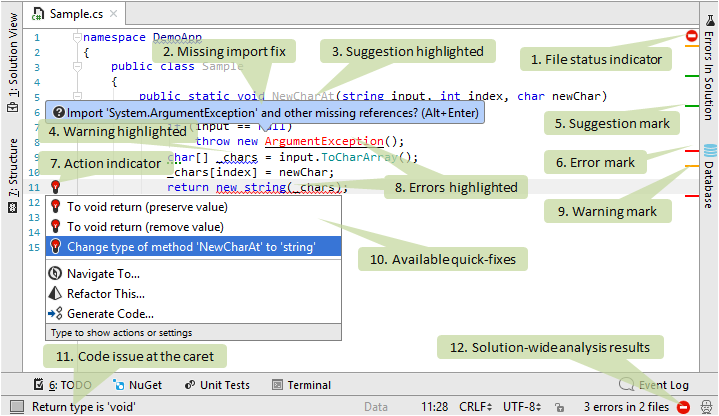 Sample.cs
1: Solution View
7: Structure
Errors in Solution
Database
1 namespace DemoApp
2 {
3 public class Sample
4 {
5 public static void NewCharAt(string input, int index, char newChar)
6
7 (input == null)
8 throw new ArgumentException();
9 char[] _chars = input.ToCharArray();
10 _chars[index] = newChar;
11 return new string(_chars);
12
13
14
15
2. Missing import fix
3. Suggestion highlighted
1. File status indicator
Import 'System.ArgumentException' and other missing references? (Alt+Enter)
4. Warning highlighted
5. Suggestion mark
7. Action indicator
6. Error mark
8. Errors highlighted
9. Warning mark
To void return (preserve value)
To void return (remove value)
Change type of method 'NewCharAt' to 'string'
10. Available quick-fixes
Navigate To...
Refactor This...
Generate Code...
Type to show actions or settings
11. Code issue at the caret
12. Solution-wide analysis results
6: TODO
NuGet
Unit Tests
Terminal
Event Log
Return type is 'void'
Data
11:28
CRLF
UTF-8
3 errors in 2 files